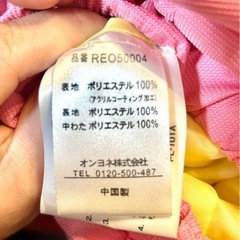 品番 REO50004
表地 ポリエステル100%
(アクリルコーティング加工)
裏地 ポリエステル100%
中わた ポリエステル100%
オンヨネ株式会社
TEL 0120-500-487
中国製